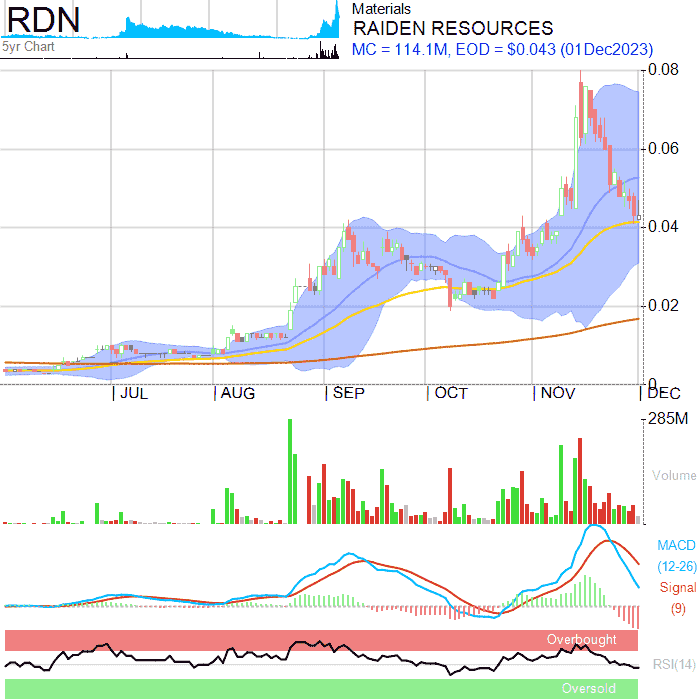 RDN
5yr Chart
Materials
RAIDEN RESOURCES
MC = 114.1M, EOD = $0.043 (01Dec2023)
0.08
0.06
0.04
0.02
0
JUL AUG SEP OCT NOV DEC
285M
Volume
MACD
(12-26)
Signal
(9)
Overbought
RSI(14)
Oversold